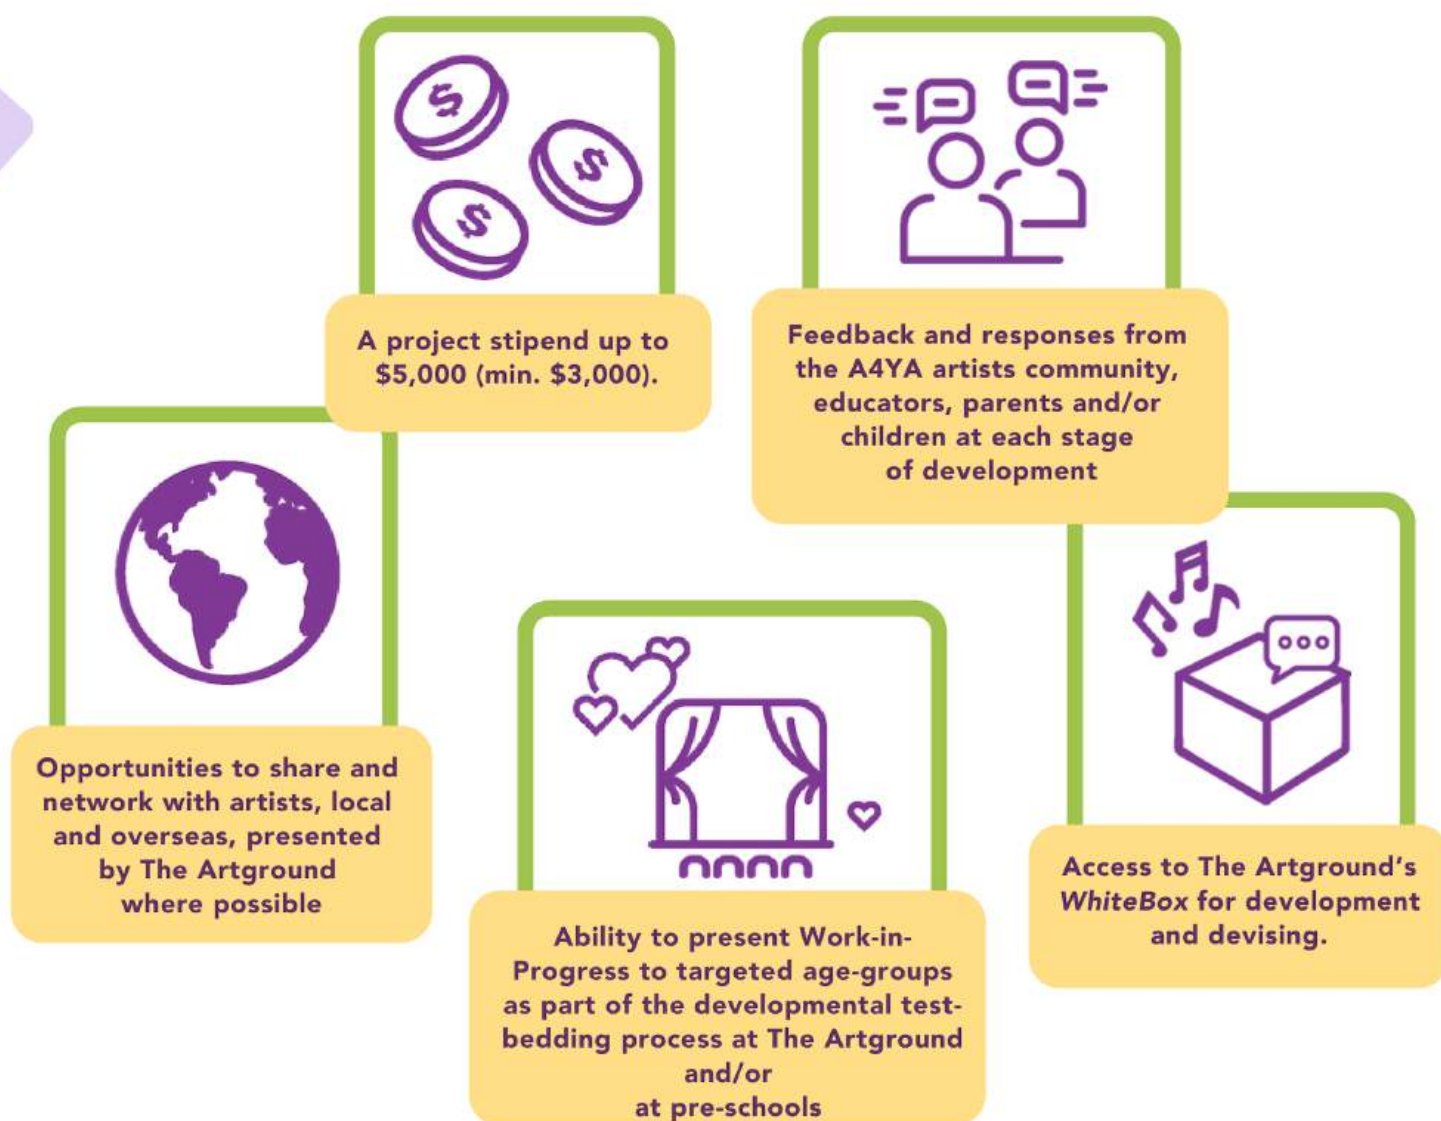 A project stipend up to
$5,000 (min. $3,000).
Feedback and responses from
the A4YA artists community,
educators, parents and/or
children at each stage
of development
Opportunities to share and
network with artists, local
and overseas, presented
by The Artground
where possible
Ability to present Work-in-
Progress to targeted age-groups
as part of the developmental test-
bedding process at The Artground
and/or
at pre-schools
Access to The Artground's
WhiteBox for development
and devising.